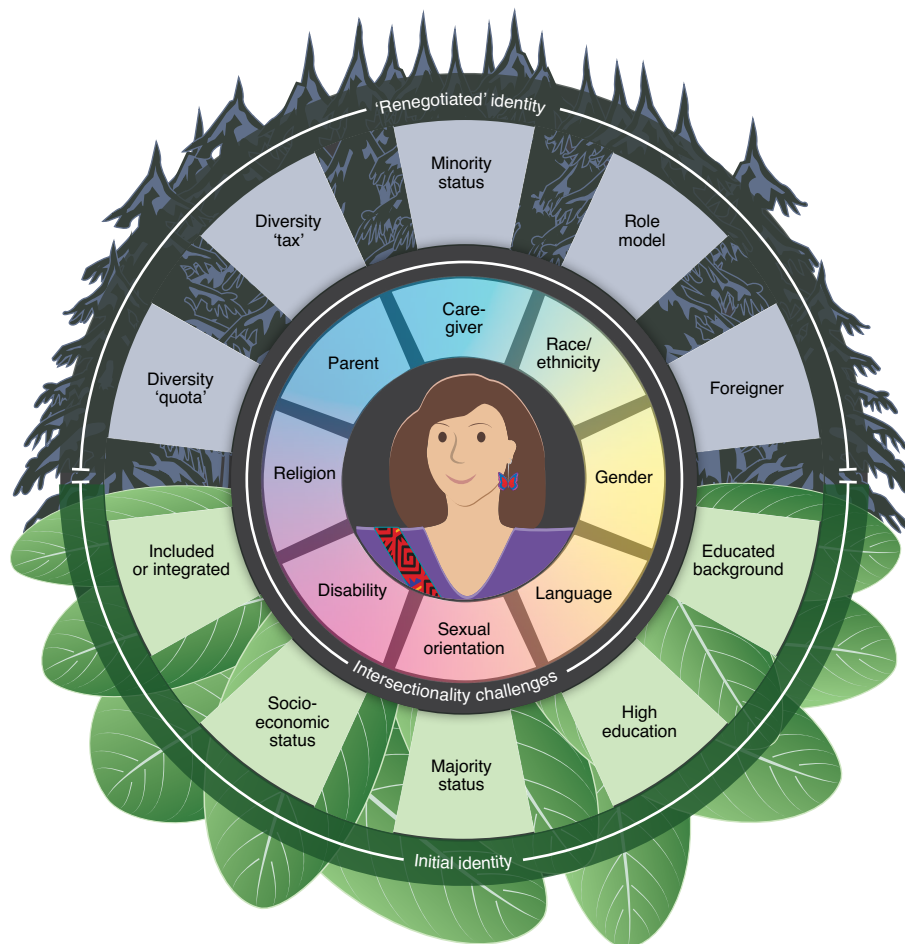 'Renegotiated' identity
Minority
status
Diversity
'tax'
Role
model
Diversity
'quota'
Foreigner
Care-
giver
Parent
Race/
ethnicity
Religion
Gender
Disability
Language
Sexual
orientation
Intersectionality challenges
Included
or integrated
Educated
background
Socio-
economic
status
High
education
Majority
status
Initial identity